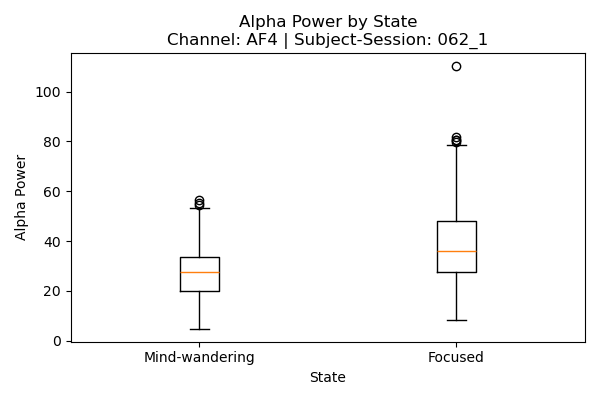 Alpha Power by State
Channel: AF4 | Subject-Session: 062_1
Alpha Power
100
80
60
40
20
0
Mind-wandering
Focused
State